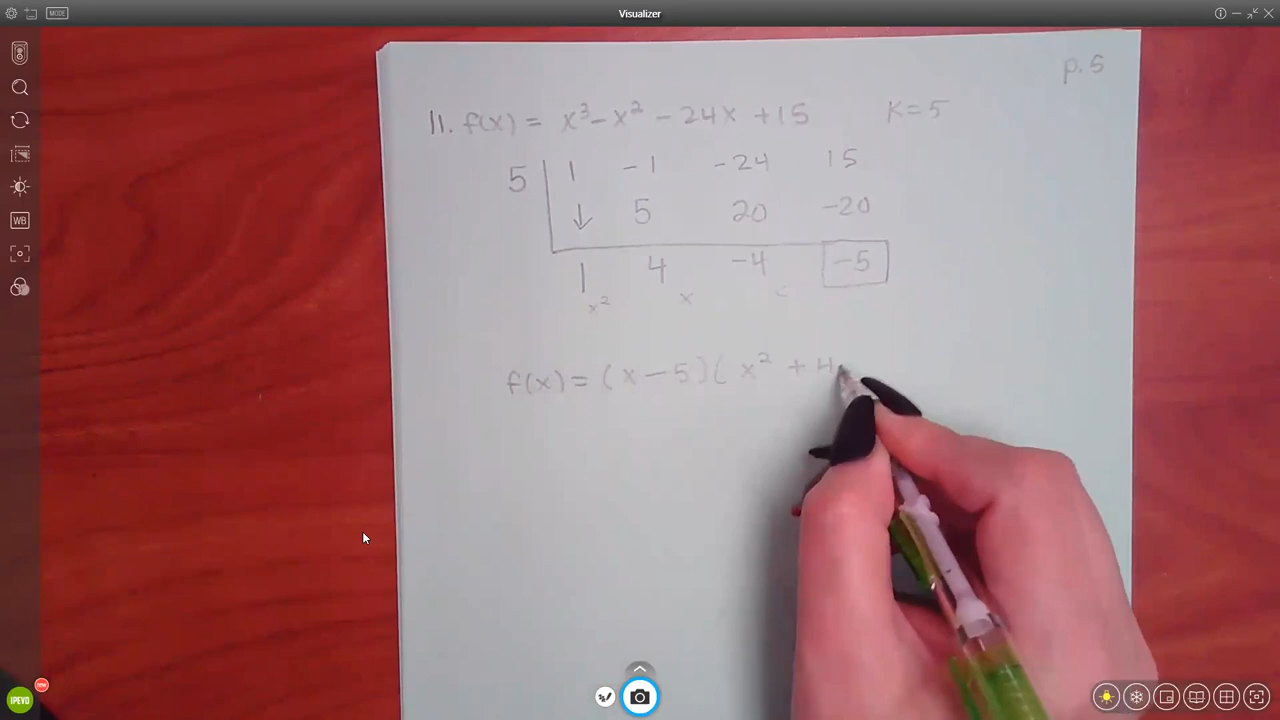 MODE
Visualizer
p. 5
11. f(x) = x³ - x² - 24x + 15 K = 5
5 1 -1 -24 15
↓ 5 20 -20
1 4 -4 -5
x² x c
f(x) = (x - 5)( x² + 4
WB
IPEVO new